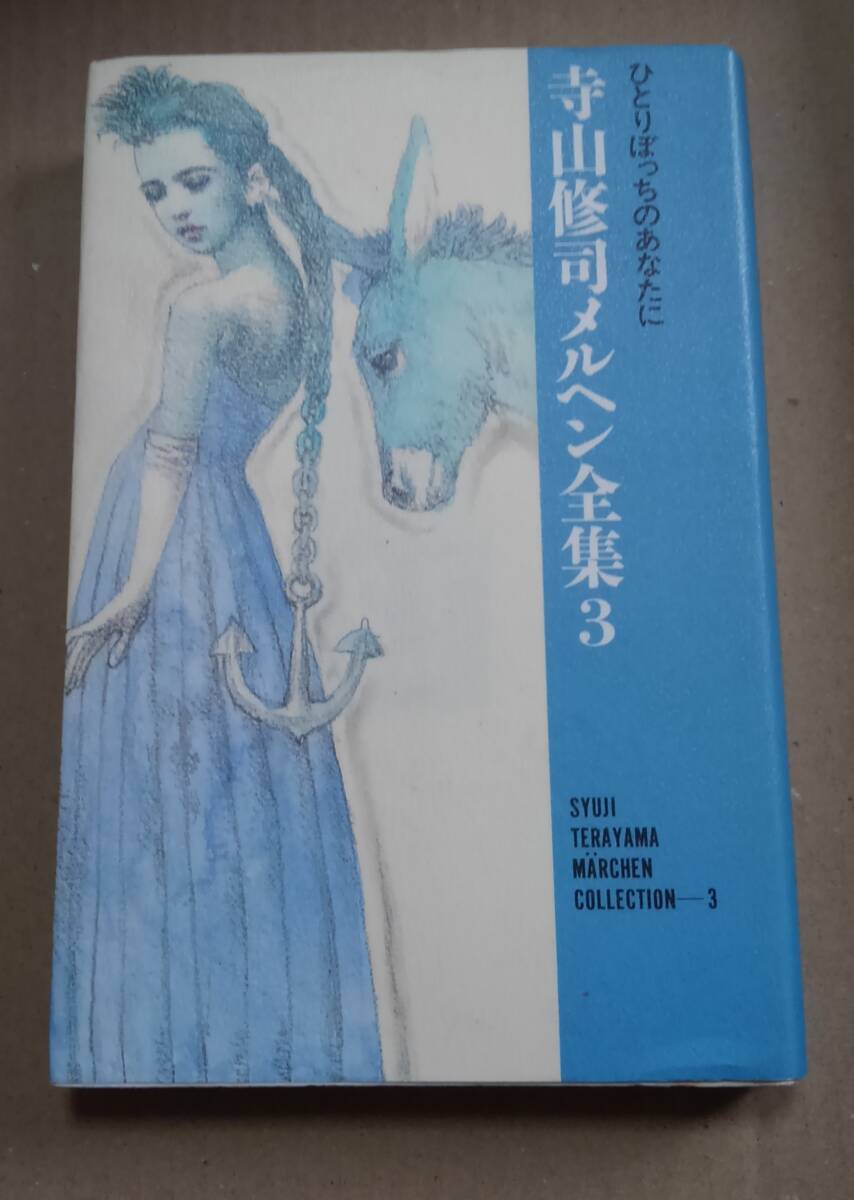 ひとりぼっちのあなたに
寺山修司メルヘン全集3
SYUJI
TERAYAMA
MÄRCHEN
COLLECTION—3